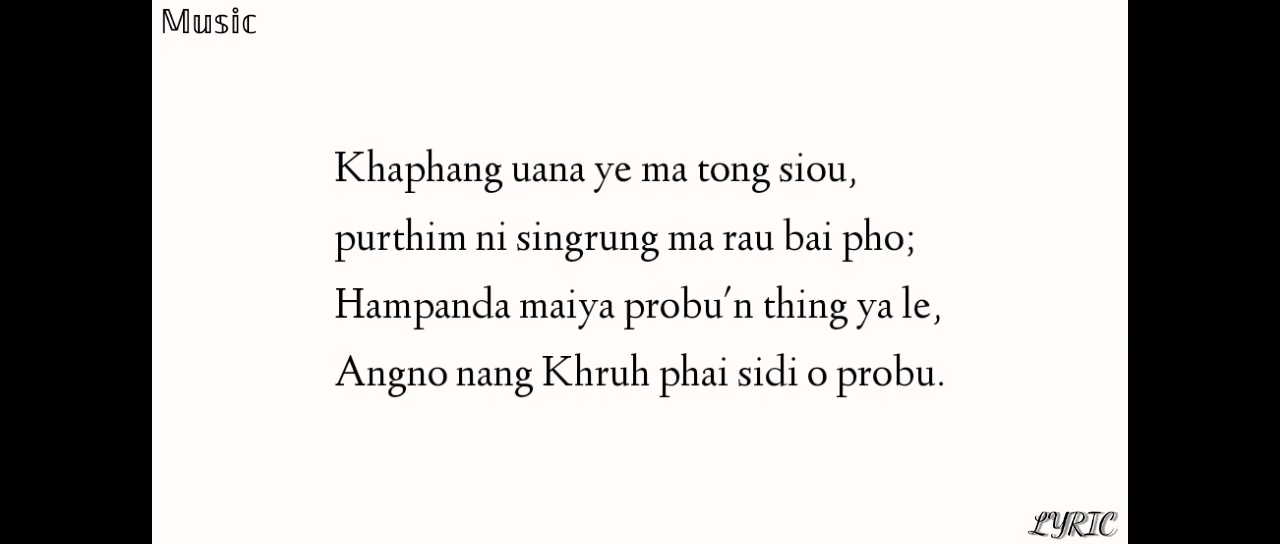 Music
Khaphang uana ye ma tong siou,
purthim ni singrung ma rau bai pho;
Hampanda maiya probu'n thing ya le,
Angno nang Khruh phai sidi o probu.
LYRIC